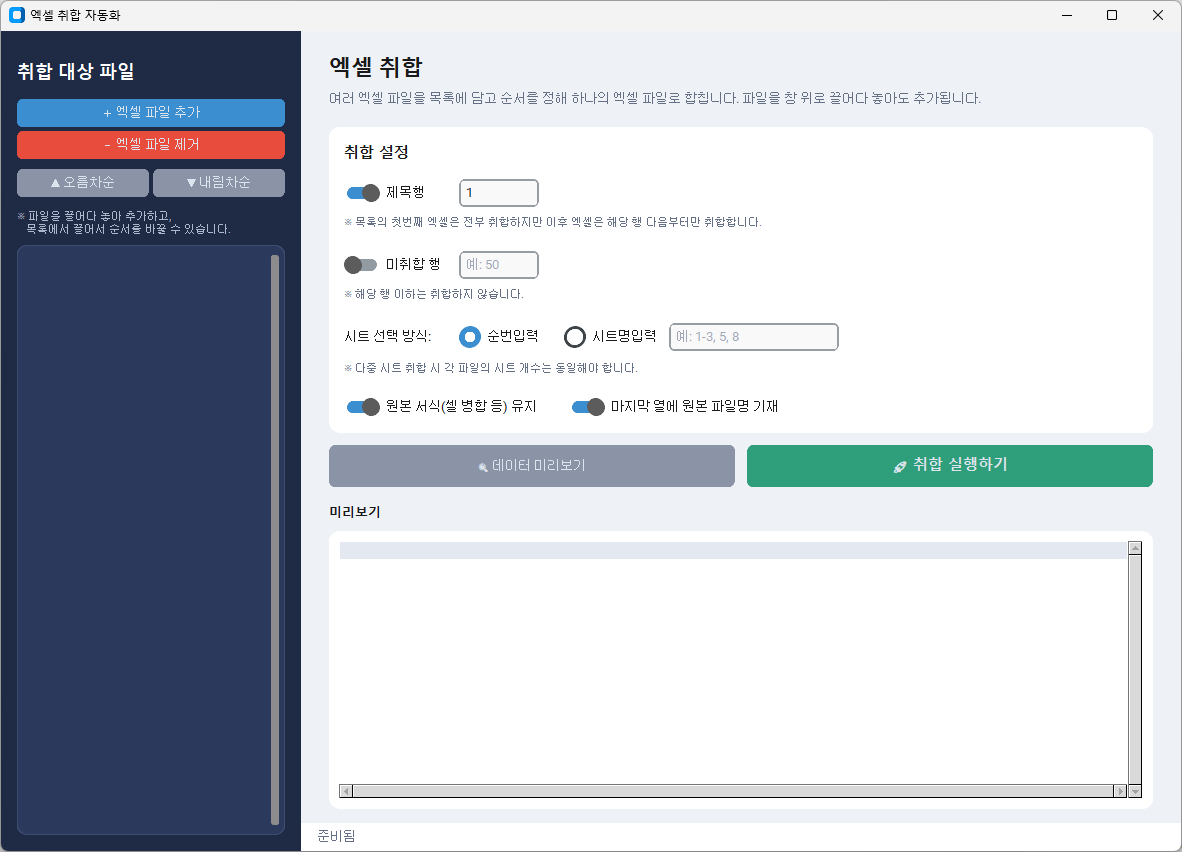 엑셀 취합 자동화
취합 대상 파일
+ 엑셀 파일 추가
- 엑셀 파일 제거
▲오름차순
▼내림차순
※ 파일을 끌어다 놓아 추가하고,
목록에서 끌어서 순서를 바꿀 수 있습니다.
엑셀 취합
여러 엑셀 파일을 목록에 담고 순서를 정해 하나의 엑셀 파일로 합칩니다. 파일을 창 위로 끌어다 놓아도 추가됩니다.
취합 설정
제목행 1
※ 목록의 첫번째 엑셀은 전부 취합하지만 이후 엑셀은 해당 행 다음부터만 취합합니다.
미취합 행 예: 50
※ 해당 행 이하는 취합하지 않습니다.
시트 선택 방식: 순번입력 시트명입력 예: 1-3, 5, 8
※ 다중 시트 취합 시 각 파일의 시트 개수는 동일해야 합니다.
원본 서식(셀 병합 등) 유지 마지막 열에 원본 파일명 기재
데이터 미리보기
취합 실행하기
미리보기
준비됨